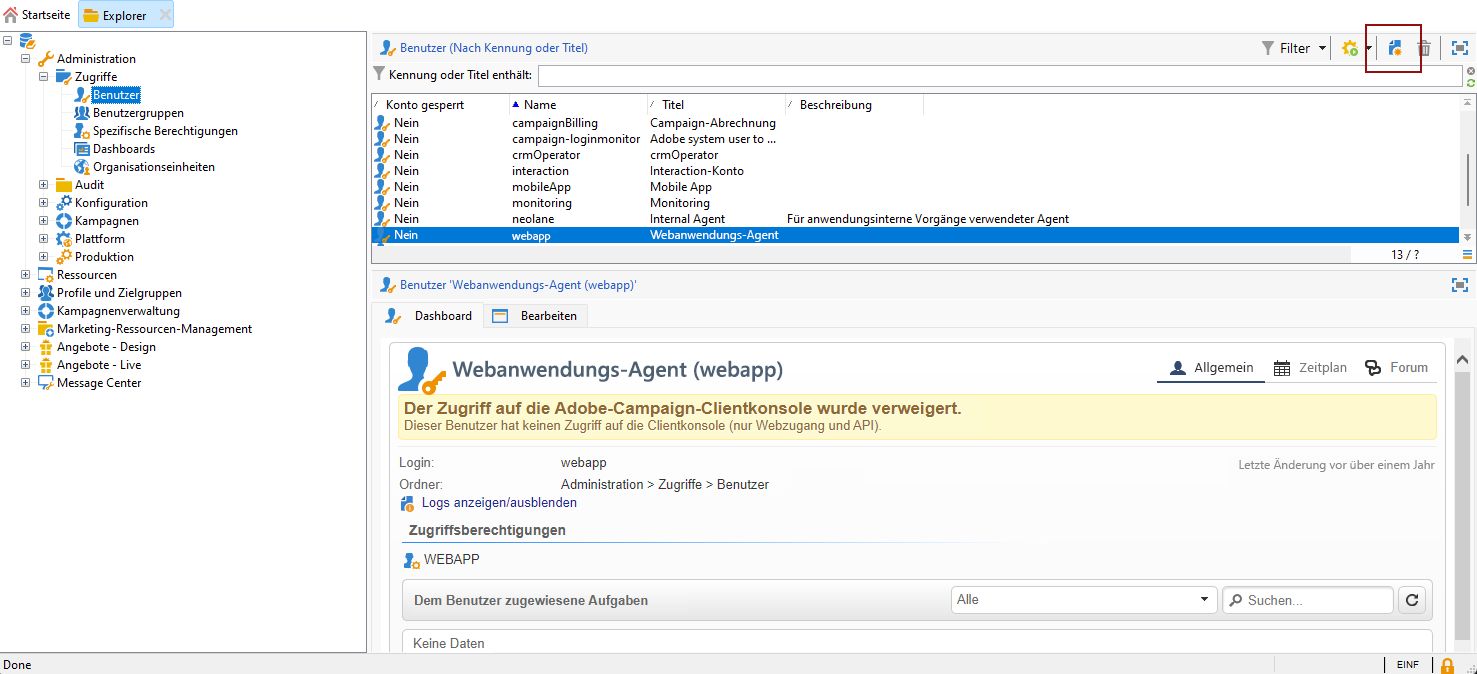 Startseite
Explorer
Administration
Zugriffe
Benutzer
Benutzergruppen
Spezifische Berechtigungen
Dashboards
Organisationseinheiten
Audit
Konfiguration
Kampagnen
Plattform
Produktion
Ressourcen
Profile und Zielgruppen
Kampagnenverwaltung
Marketing-Ressourcen-Management
Angebote - Design
Angebote - Live
Message Center
Benutzer (Nach Kennung oder Titel)
Filter
Kennung oder Titel enthält:
Konto gesperrt Name Titel Beschreibung
Nein campaignBilling Campaign-Abrechnung
Nein campaign-loginmonitor Adobe system user to ...
Nein crmOperator crmOperator
Nein interaction Interaction-Konto
Nein mobileApp Mobile App
Nein monitoring Monitoring
Nein neolane Internal Agent Für anwendungsinterne Vorgänge verwendeter Agent
Nein webapp Webanwendungs-Agent
13 / ?
Benutzer 'Webanwendungs-Agent (webapp)'
Dashboard Bearbeiten
Webanwendungs-Agent (webapp)
Allgemein Zeitplan Forum
Der Zugriff auf die Adobe-Campaign-Clientkonsole wurde verweigert.
Dieser Benutzer hat keinen Zugriff auf die Clientkonsole (nur Webzugang und API).
Login: webapp
Letzte Änderung vor über einem Jahr
Ordner: Administration > Zugriffe > Benutzer
Logs anzeigen/ausblenden
Zugriffsberechtigungen
WEBAPP
Dem Benutzer zugewiesene Aufgaben Alle Suchen...
Keine Daten
Done EINF